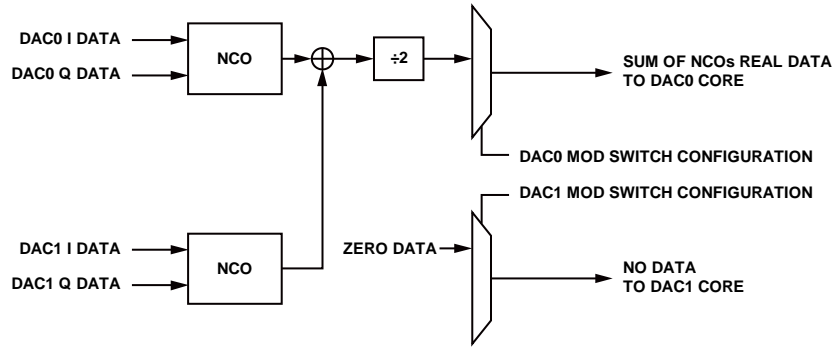 DAC0 I DATA
DAC0 Q DATA
NCO
÷2
SUM OF NCOs REAL DATA
TO DAC0 CORE
DAC0 MOD SWITCH CONFIGURATION
DAC1 MOD SWITCH CONFIGURATION
DAC1 I DATA
DAC1 Q DATA
NCO
ZERO DATA
NO DATA
TO DAC1 CORE